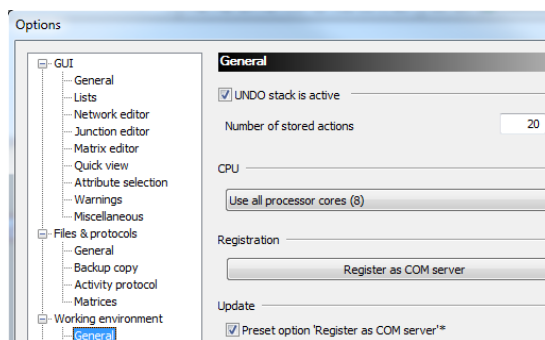 Options
GUI
General
Lists
Network editor
Junction editor
Matrix editor
Quick view
Attribute selection
Warnings
Miscellaneous
Files & protocols
General
Backup copy
Activity protocol
Matrices
Working environment
General
General
UNDO stack is active
Number of stored actions 20
CPU
Use all processor cores (8)
Registration
Register as COM server
Update
Preset option 'Register as COM server'*